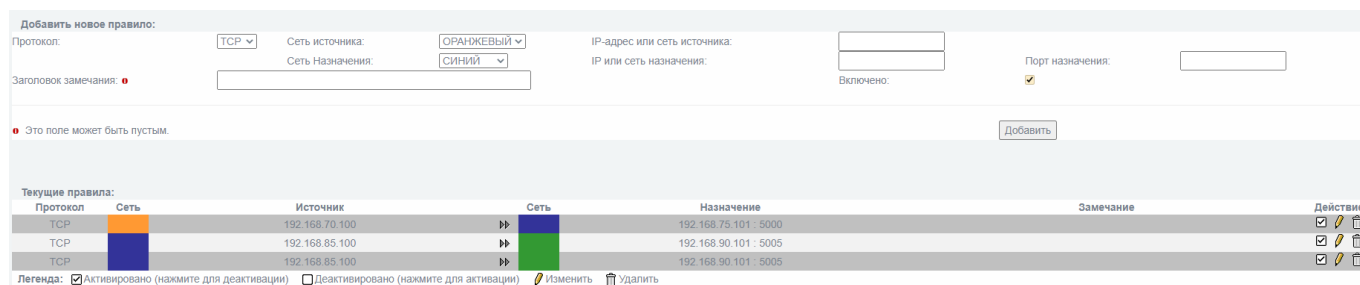 Добавить новое правило:
Протокол: TCP Сеть источника: ОРАНЖЕВЫЙ IP-адрес или сеть источника:
Сеть Назначения: СИНИЙ IP или сеть назначения: Порт назначения:
Заголовок замечания: Включено:
Это поле может быть пустым. Добавить
Текущие правила:
Протокол Сеть Источник Сеть Назначение Замечание Действие
TCP 192.168.70.100 192.168.75.101 : 5000
TCP 192.168.85.100 192.168.90.101 : 5005
TCP 192.168.85.100 192.168.90.101 : 5005
Легенда: Активировано (нажмите для деактивации) Деактивировано (нажмите для активации) Изменить Удалить